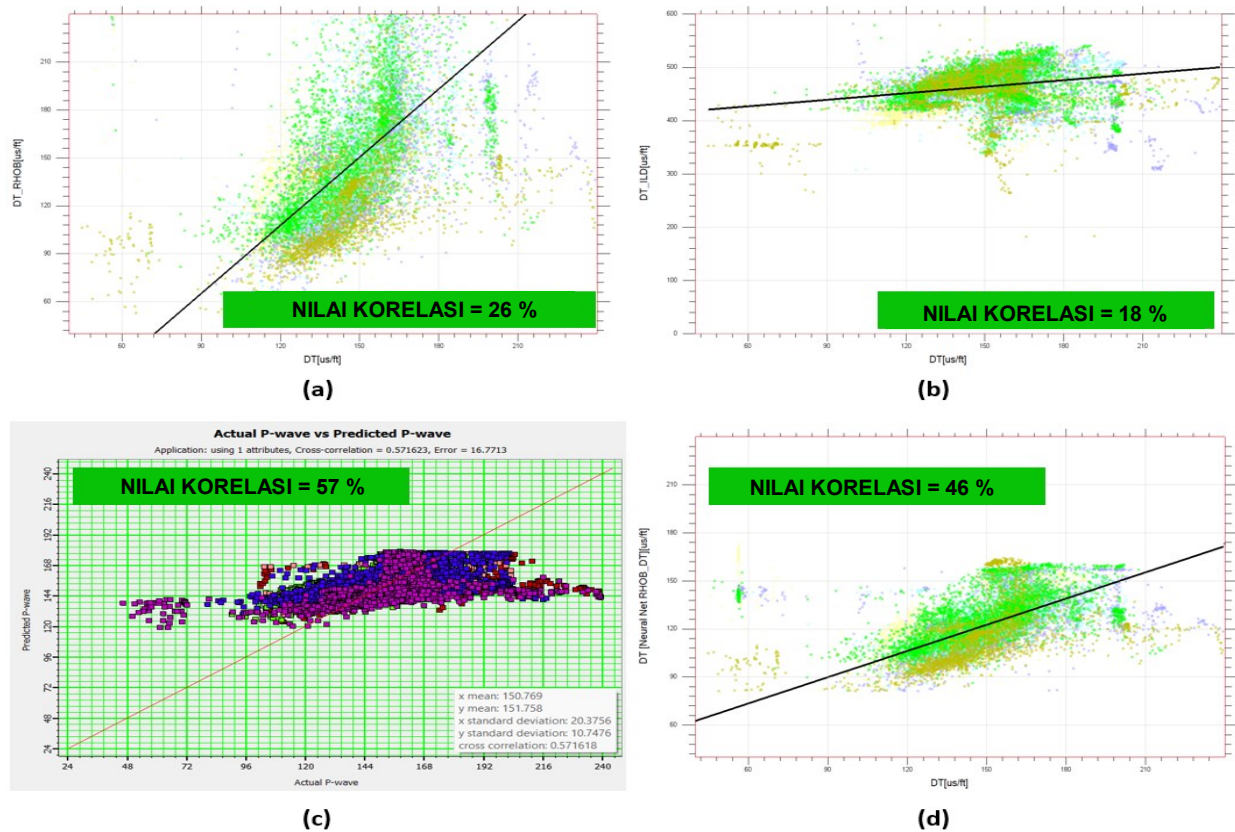 DT_RHOB[us/ft]
210
180
150
120
90
60
NILAI KORELASI = 26 %
60
90
120
150
180
210
DT[us/ft]
(a)
DT_ILD[us/ft]
600
500
400
300
200
100
0
NILAI KORELASI = 18 %
60
90
120
150
180
210
DT[us/ft]
(b)
Actual P-wave vs Predicted P-wave
Application: using 1 attributes, Cross-correlation = 0.571623, Error = 16.7713
NILAI KORELASI = 57 %
Predicted P-wave
240
216
192
168
144
120
96
72
48
24
x mean: 150.769
y mean: 151.758
x standard deviation: 20.3756
y standard deviation: 10.7476
cross correlation: 0.571618
24
48
72
96
120
144
168
192
216
240
Actual P-wave
(c)
NILAI KORELASI = 46 %
DT [Neural Net RHOB_DT)[us/ft]
210
180
150
120
90
60
60
90
120
150
180
210
DT[us/ft]
(d)